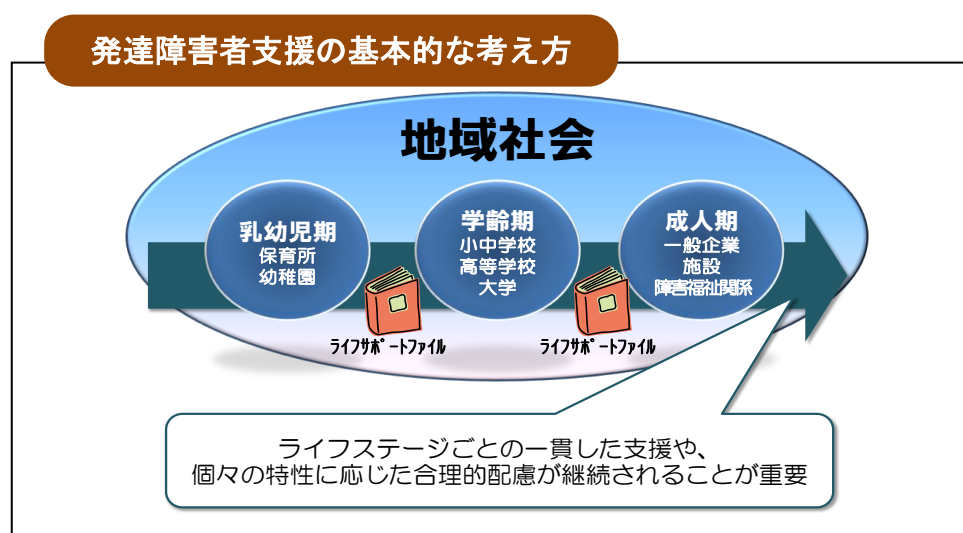 発達障害者支援の基本的な考え方
地域社会
乳幼児期
保育所
幼稚園
学齢期
小中学校
高等学校
大学
成人期
一般企業
施設
障害福祉関係
ﾗｲﾌｻﾎﾟｰﾄﾌｧｲﾙ
ﾗｲﾌｻﾎﾟｰﾄﾌｧｲﾙ
ライフステージごとの一貫した支援や、
個々の特性に応じた合理的配慮が継続されることが重要